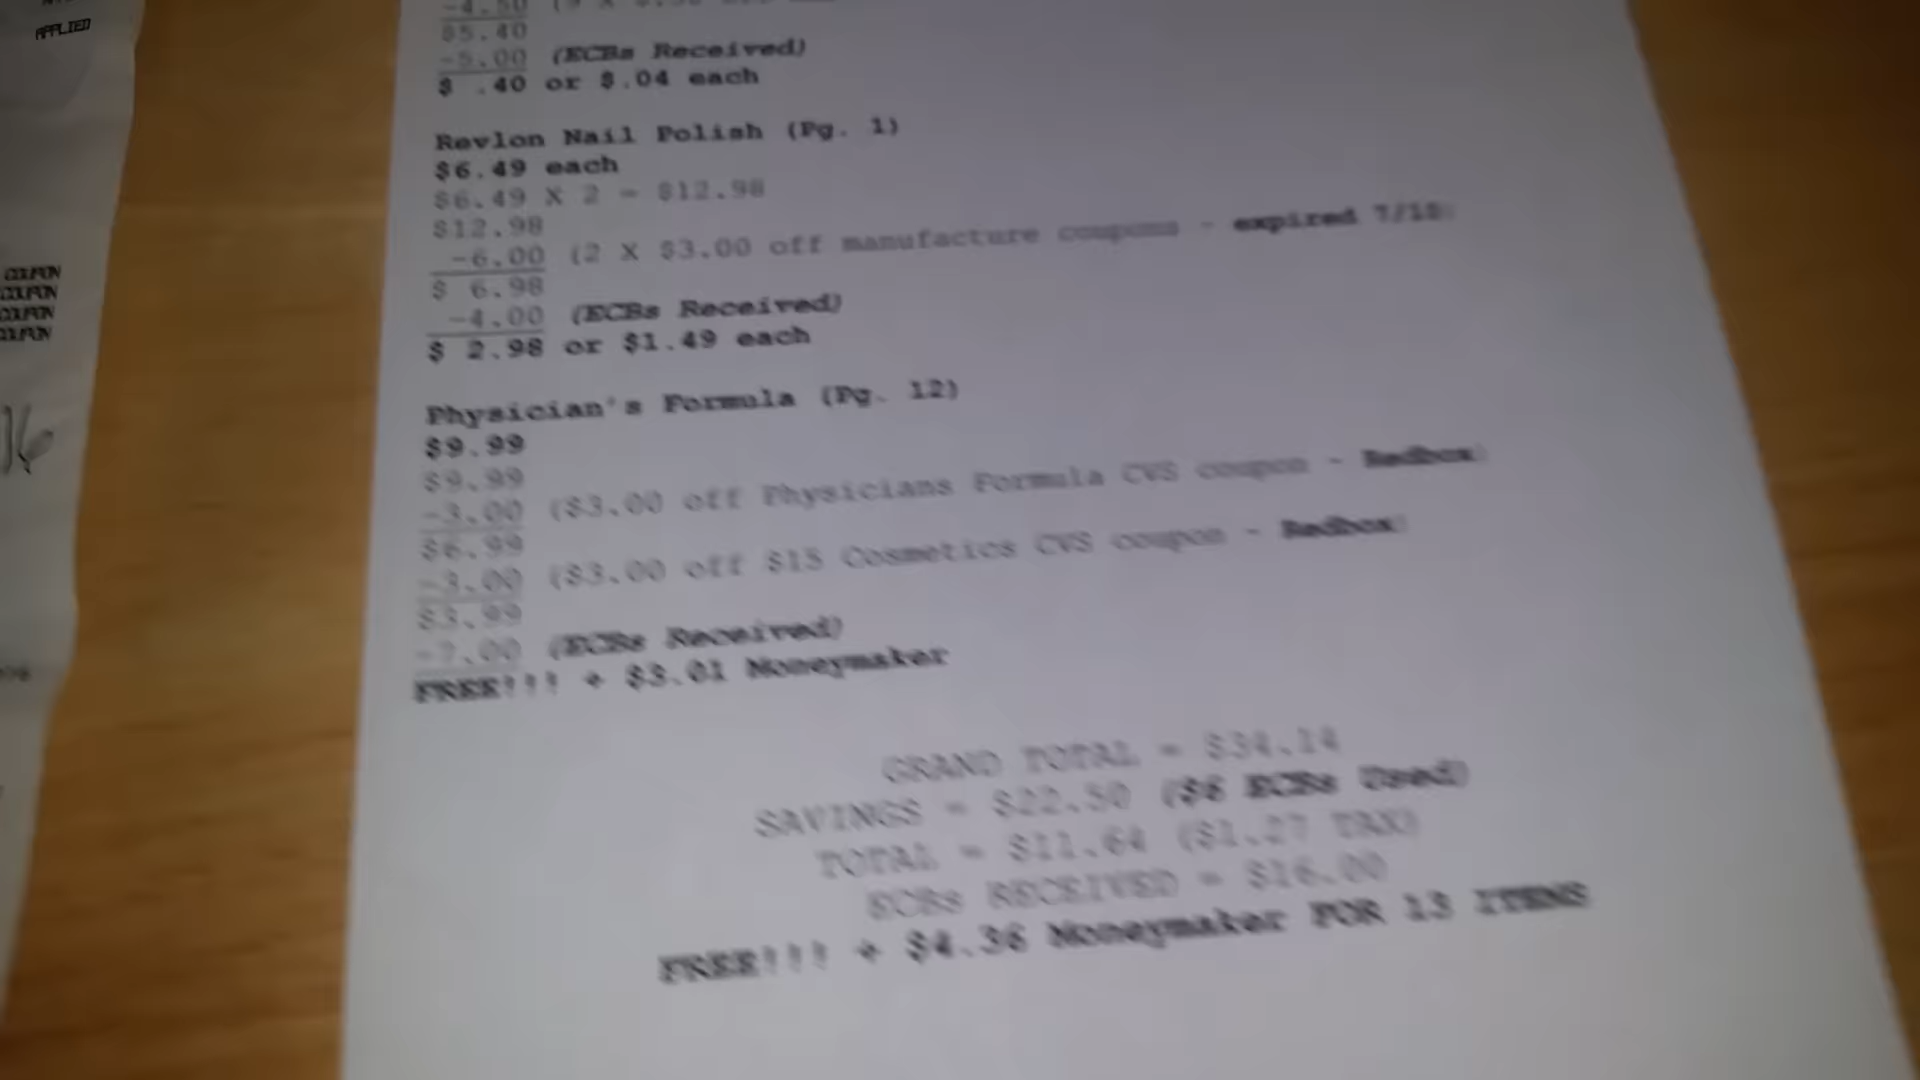 APPLIED
COUPON
COUPON
COUPON
COUPON
16
-4.50
$5.40
-5.00 (ECBs Received)
$ .40 or $.04 each
Revlon Nail Polish (Pg. 1)
$6.49 each
$6.49 X 2 = $12.98
$12.98
-6.00 (2 X $3.00 off manufacture coupons - expired
$ 6.98
-4.00 (ECBs Received)
$ 2.98 or $1.49 each
Physician's Formula (Pg. 12)
$9.99
$9.99
-3.00 ($3.00 off Physicians Formula CVS coupon - Redbox)
$6.99
-3.00 ($3.00 off $15 Cosmetics CVS coupon - Redbox)
$3.99
-7.00 (ECBs Received)
FREE!!! + $3.01 Moneymaker
GRAND TOTAL = $34.14
SAVINGS = $22.50 ($6 ECBs Used)
TOTAL = $11.64 ($1.27 TAX)
ECBs RECEIVED = $16.00
FREE!!! + $4.36 Moneymaker FOR 13 ITEMS